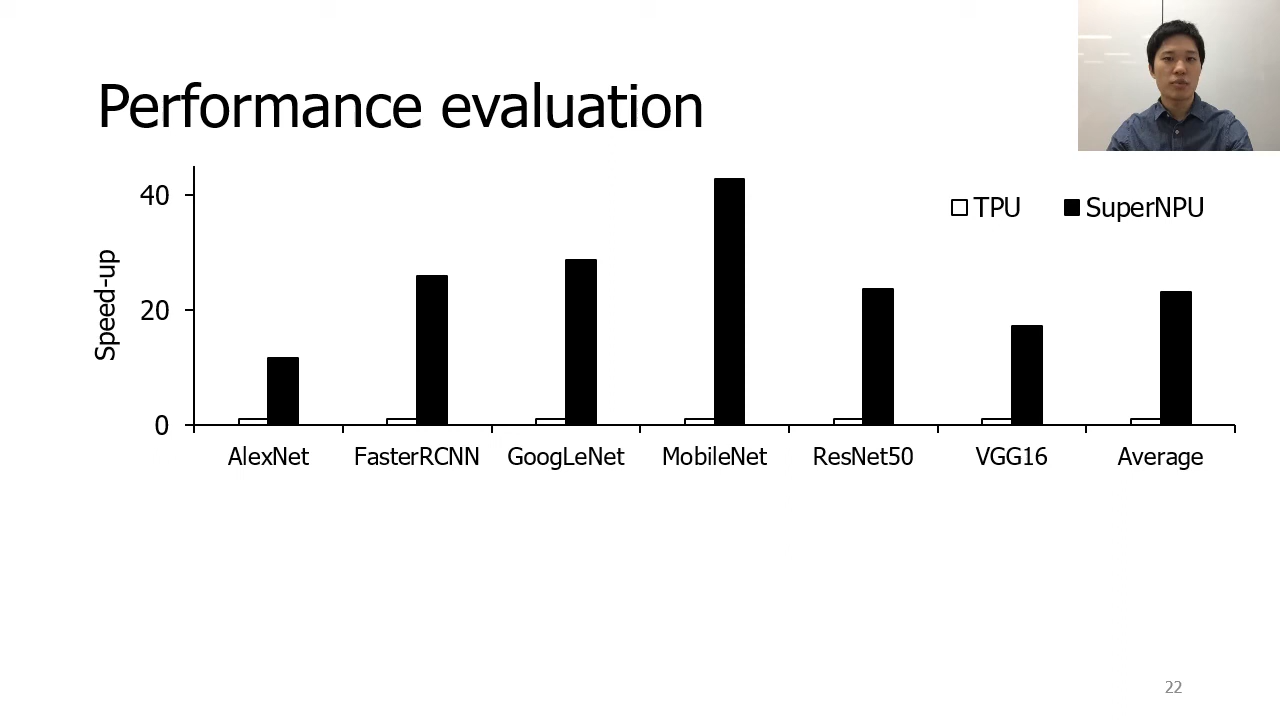 Performance evaluation
40
20
0
Speed-up
TPU
SuperNPU
AlexNet
FasterRCNN
GoogLeNet
MobileNet
ResNet50
VGG16
Average
22